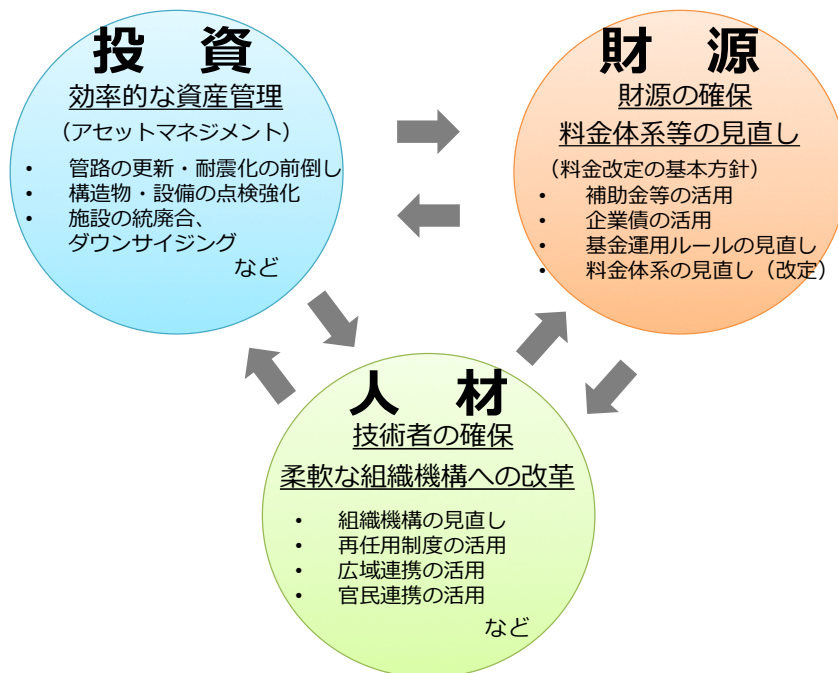 投　資
効率的な資産管理
（アセットマネジメント）
• 管路の更新・耐震化の前倒し
• 構造物・設備の点検強化
• 施設の統廃合、
ダウンサイジング
など
財　源
財源の確保
料金体系等の見直し
（料金改定の基本方針）
• 補助金等の活用
• 企業債の活用
• 基金運用ルールの見直し
• 料金体系の見直し（改定）
人　材
技術者の確保
柔軟な組織機構への改革
• 組織機構の見直し
• 再任用制度の活用
• 広域連携の活用
• 官民連携の活用
など